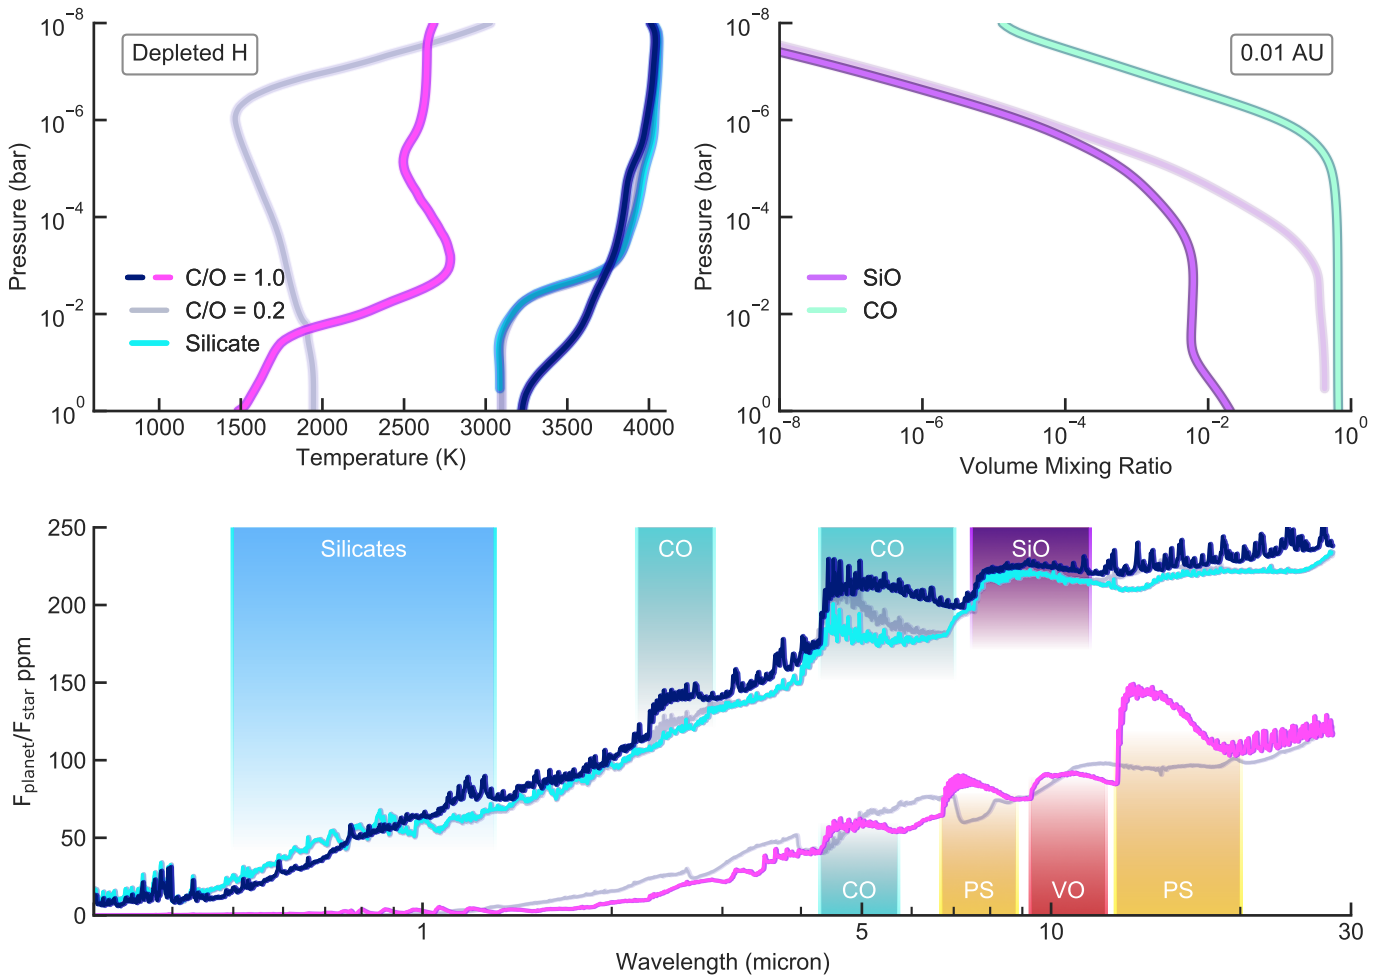 10⁻⁸
10⁻⁶
10⁻⁴
10⁻²
10⁰
Pressure (bar)
Depleted H
C/O = 1.0
C/O = 0.2
Silicate
1000
1500
2000
2500
3000
3500
4000
Temperature (K)
10⁻⁸
10⁻⁶
10⁻⁴
10⁻²
10⁰
Pressure (bar)
0.01 AU
SiO
CO
10⁻⁸
10⁻⁶
10⁻⁴
10⁻²
10⁰
Volume Mixing Ratio
250
200
150
100
50
0
F_planet/F_star ppm
Silicates
CO
CO
SiO
CO
PS
VO
PS
1
5
10
30
Wavelength (micron)